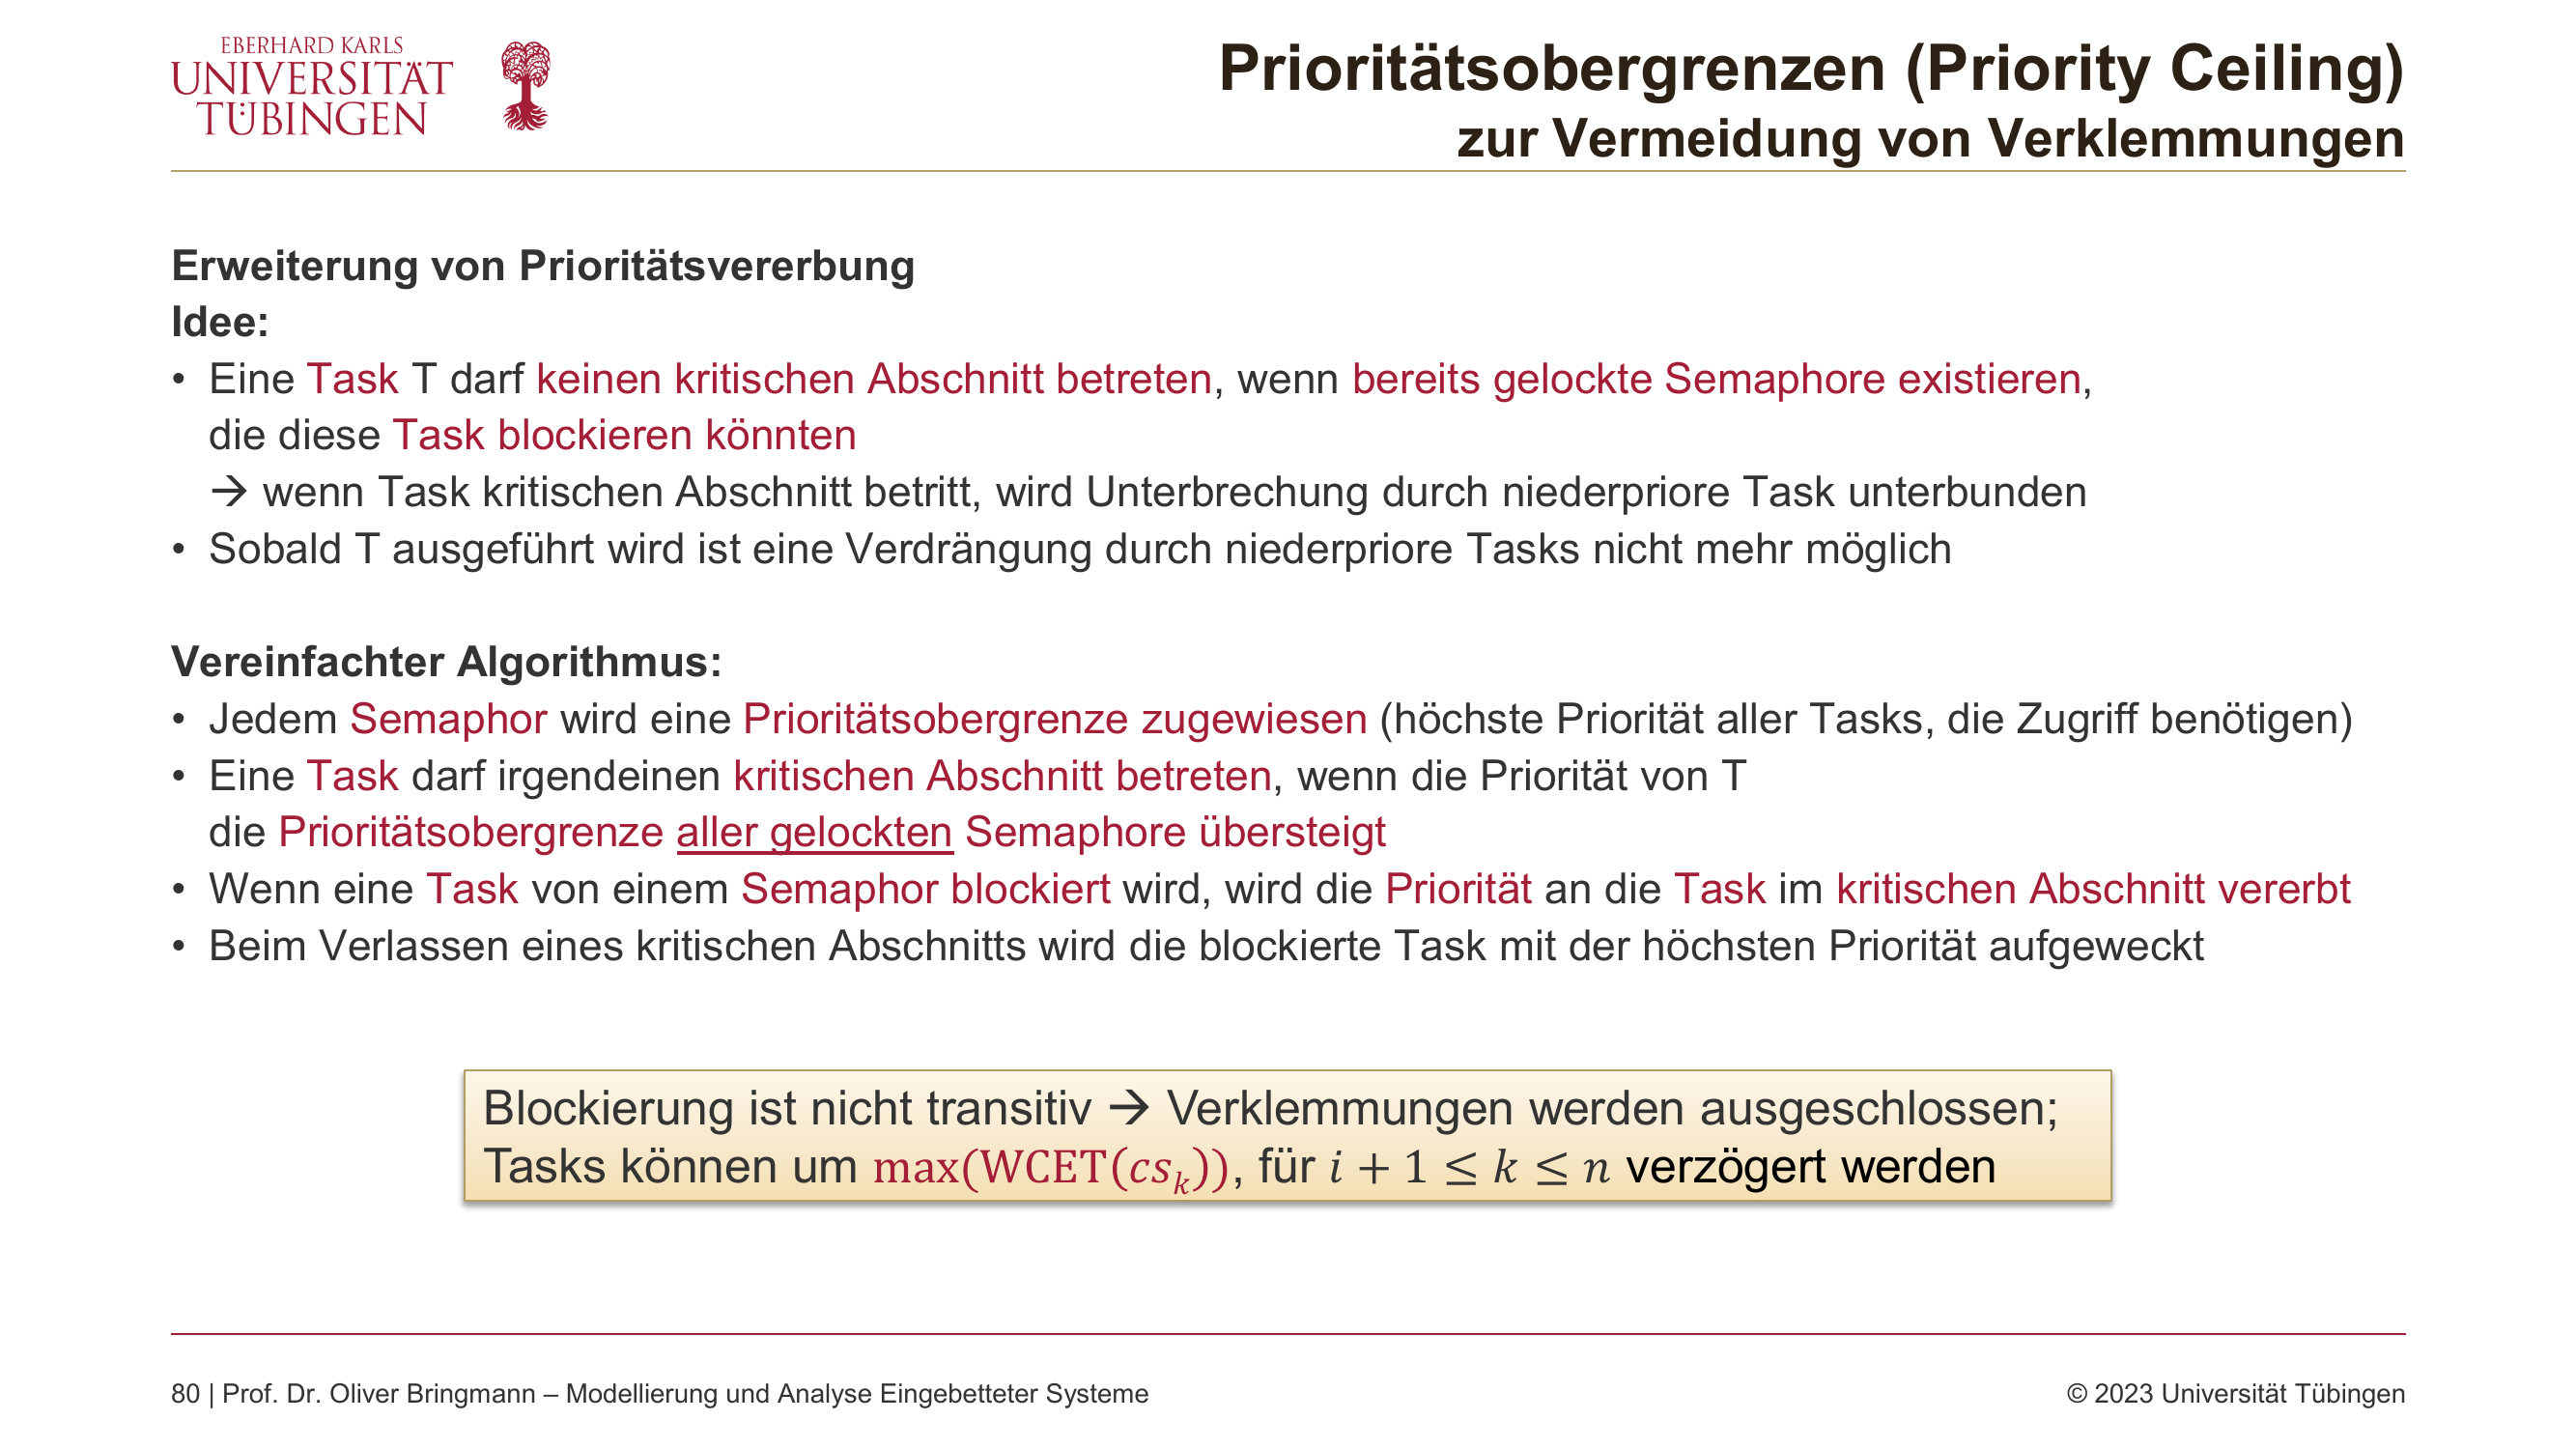 EBERHARD KARLS
UNIVERSITÄT
TÜBINGEN
Prioritätsobergrenzen (Priority Ceiling)
zur Vermeidung von Verklemmungen
Erweiterung von Prioritätsvererbung
Idee:
• Eine Task T darf keinen kritischen Abschnitt betreten, wenn bereits gelockte Semaphore existieren,
die diese Task blockieren könnten
→ wenn Task kritischen Abschnitt betritt, wird Unterbrechung durch niederpriore Task unterbunden
• Sobald T ausgeführt wird ist eine Verdrängung durch niederpriore Tasks nicht mehr möglich
Vereinfachter Algorithmus:
• Jedem Semaphor wird eine Prioritätsobergrenze zugewiesen (höchste Priorität aller Tasks, die Zugriff benötigen)
• Eine Task darf irgendeinen kritischen Abschnitt betreten, wenn die Priorität von T
die Prioritätsobergrenze aller gelockten Semaphore übersteigt
• Wenn eine Task von einem Semaphor blockiert wird, wird die Priorität an die Task im kritischen Abschnitt vererbt
• Beim Verlassen eines kritischen Abschnitts wird die blockierte Task mit der höchsten Priorität aufgeweckt
Blockierung ist nicht transitiv → Verklemmungen werden ausgeschlossen;
Tasks können um max(WCET(cs_k)), für i + 1 ≤ k ≤ n verzögert werden
80 | Prof. Dr. Oliver Bringmann – Modellierung und Analyse Eingebetteter Systeme
© 2023 Universität Tübingen